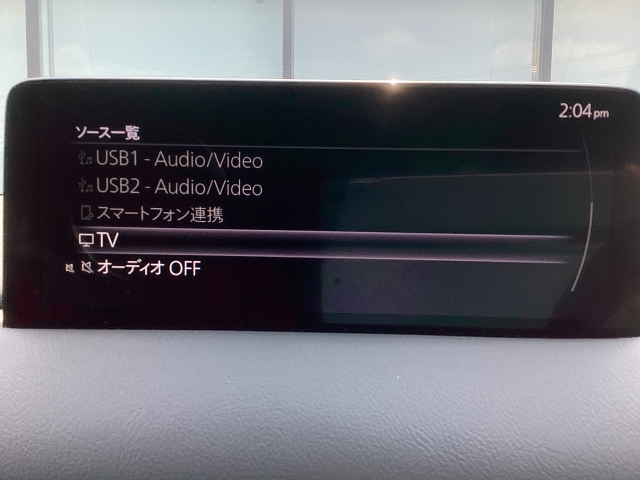 2:04pm
ソース一覧
USB1 - Audio/Video
USB2 - Audio/Video
スマートフォン連携
TV
オーディオ OFF